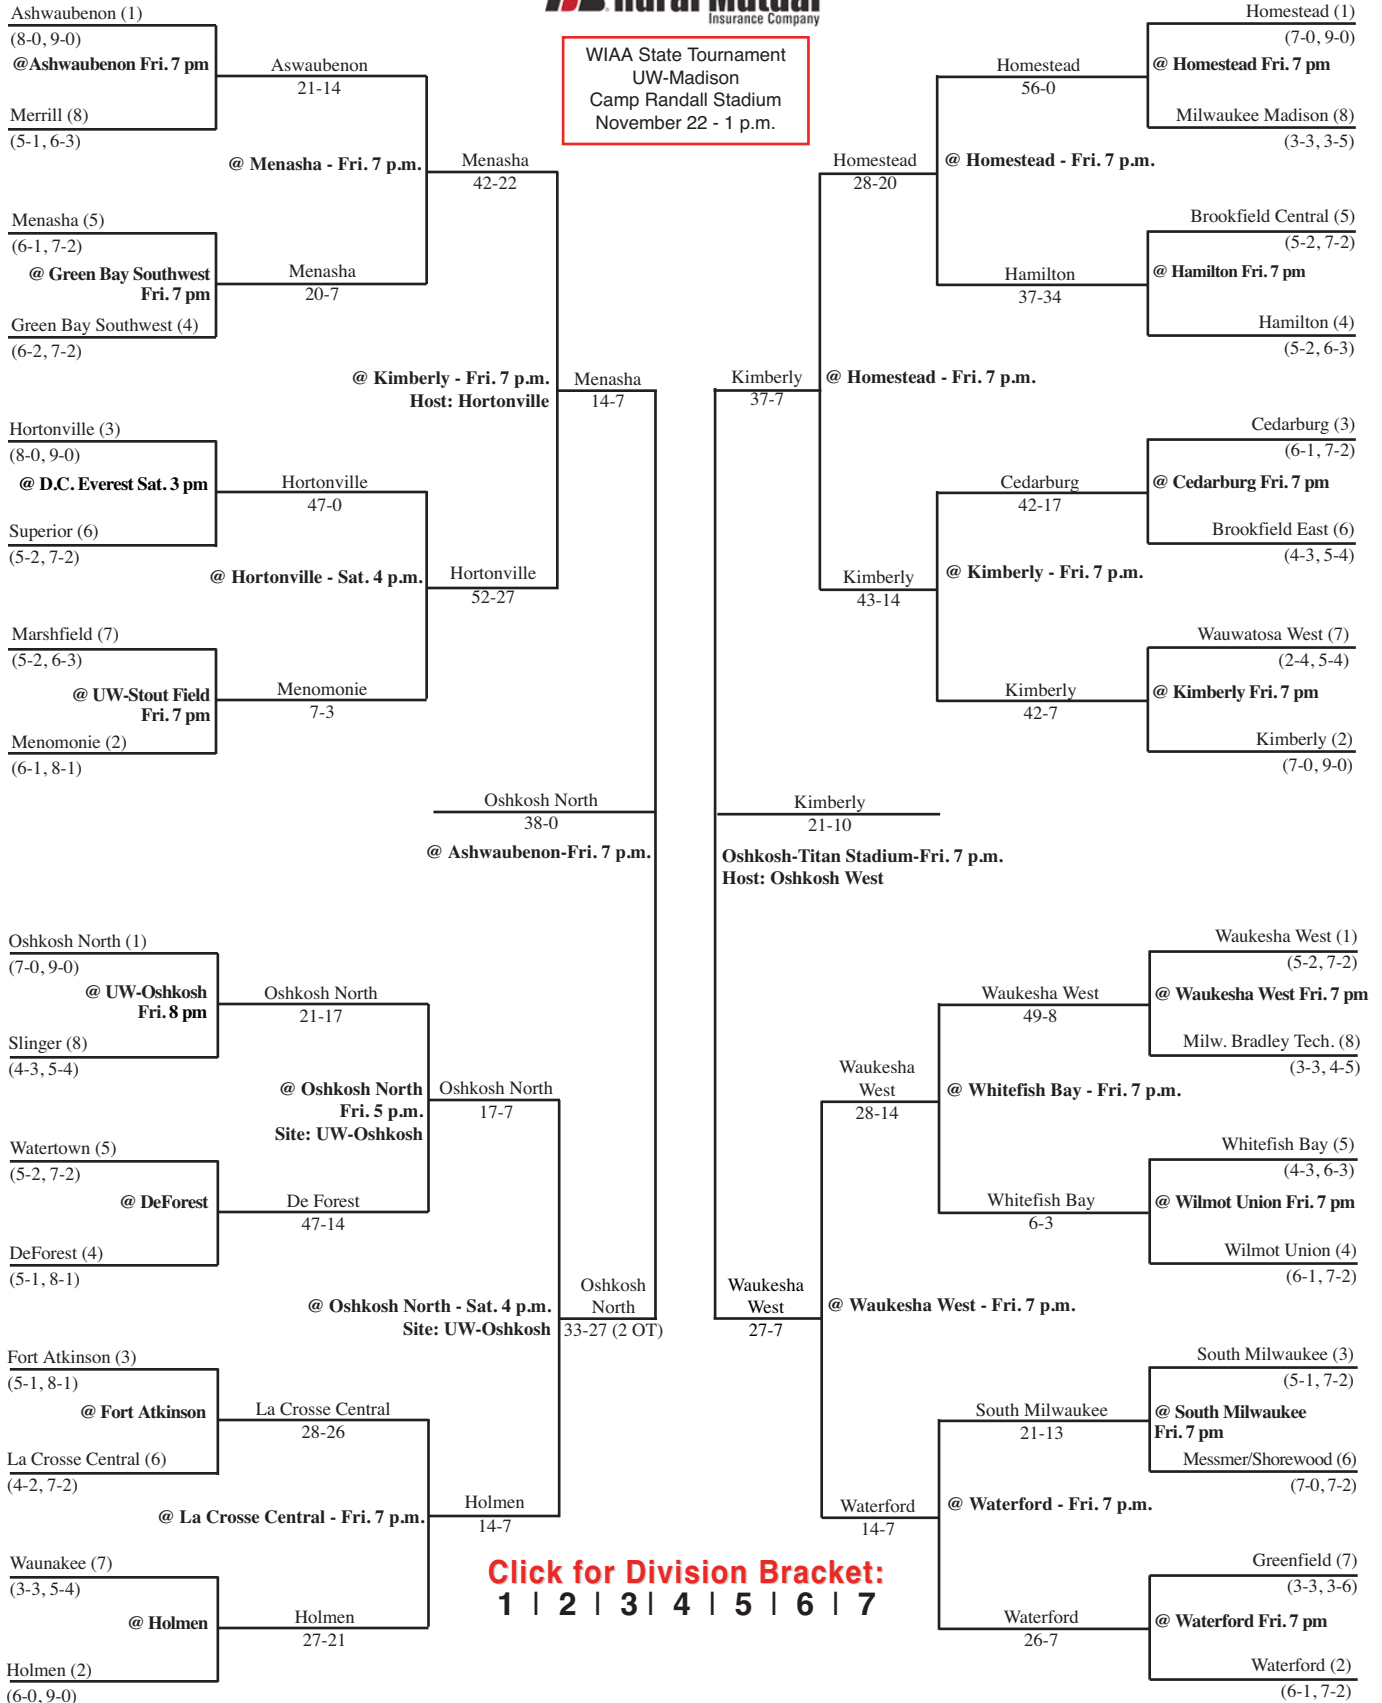 Rural Mutual
Insurance Company
WIAA State Tournament
UW-Madison
Camp Randall Stadium
November 22 - 1 p.m.
Ashwaubenon (1)
(8-0, 9-0)
@Ashwaubenon Fri. 7 pm
Merrill (8)
(5-1, 6-3)
Aswaubenon
21-14
@ Menasha - Fri. 7 p.m.
Menasha
42-22
Menasha (5)
(6-1, 7-2)
@ Green Bay Southwest
Fri. 7 pm
Green Bay Southwest (4)
(6-2, 7-2)
Menasha
20-7
@ Kimberly - Fri. 7 p.m.
Host: Hortonville
Menasha
14-7
Hortonville (3)
(8-0, 9-0)
@ D.C. Everest Sat. 3 pm
Superior (6)
(5-2, 7-2)
Hortonville
47-0
@ Hortonville - Sat. 4 p.m.
Hortonville
52-27
Marshfield (7)
(5-2, 6-3)
@ UW-Stout Field
Fri. 7 pm
Menomonie (2)
(6-1, 8-1)
Menomonie
7-3
Oshkosh North
38-0
@ Ashwaubenon-Fri. 7 p.m.
Oshkosh North (1)
(7-0, 9-0)
@ UW-Oshkosh
Fri. 8 pm
Slinger (8)
(4-3, 5-4)
Oshkosh North
21-17
@ Oshkosh North
Fri. 5 p.m.
Site: UW-Oshkosh
Oshkosh North
17-7
Watertown (5)
(5-2, 7-2)
@ DeForest
DeForest (4)
(5-1, 8-1)
De Forest
47-14
@ Oshkosh North - Sat. 4 p.m.
Site: UW-Oshkosh
Oshkosh
North
33-27 (2 OT)
Fort Atkinson (3)
(5-1, 8-1)
@ Fort Atkinson
La Crosse Central (6)
(4-2, 7-2)
La Crosse Central
28-26
@ La Crosse Central - Fri. 7 p.m.
Holmen
14-7
Waunakee (7)
(3-3, 5-4)
@ Holmen
Holmen (2)
(6-0, 9-0)
Holmen
27-21
Homestead (1)
(7-0, 9-0)
@ Homestead Fri. 7 pm
Milwaukee Madison (8)
(3-3, 3-5)
Homestead
56-0
@ Homestead - Fri. 7 p.m.
Homestead
28-20
Brookfield Central (5)
(5-2, 7-2)
@ Hamilton Fri. 7 pm
Hamilton (4)
(5-2, 6-3)
Hamilton
37-34
@ Homestead - Fri. 7 p.m.
Kimberly
37-7
Cedarburg (3)
(6-1, 7-2)
@ Cedarburg Fri. 7 pm
Brookfield East (6)
(4-3, 5-4)
Cedarburg
42-17
@ Kimberly - Fri. 7 p.m.
Kimberly
43-14
Wauwatosa West (7)
(2-4, 5-4)
@ Kimberly Fri. 7 pm
Kimberly (2)
(7-0, 9-0)
Kimberly
42-7
Kimberly
21-10
Oshkosh-Titan Stadium-Fri. 7 p.m.
Host: Oshkosh West
Waukesha West (1)
(5-2, 7-2)
@ Waukesha West Fri. 7 pm
Milw. Bradley Tech. (8)
(3-3, 4-5)
Waukesha West
49-8
@ Whitefish Bay - Fri. 7 p.m.
Waukesha
West
28-14
Whitefish Bay (5)
(4-3, 6-3)
@ Wilmot Union Fri. 7 pm
Wilmot Union (4)
(6-1, 7-2)
Whitefish Bay
6-3
@ Waukesha West - Fri. 7 p.m.
Waukesha
West
27-7
South Milwaukee (3)
(5-1, 7-2)
@ South Milwaukee
Fri. 7 pm
Messmer/Shorewood (6)
(7-0, 7-2)
South Milwaukee
21-13
@ Waterford - Fri. 7 p.m.
Waterford
14-7
Greenfield (7)
(3-3, 3-6)
@ Waterford Fri. 7 pm
Waterford (2)
(6-1, 7-2)
Waterford
26-7
Click for Division Bracket:
1 | 2 | 3 | 4 | 5 | 6 | 7